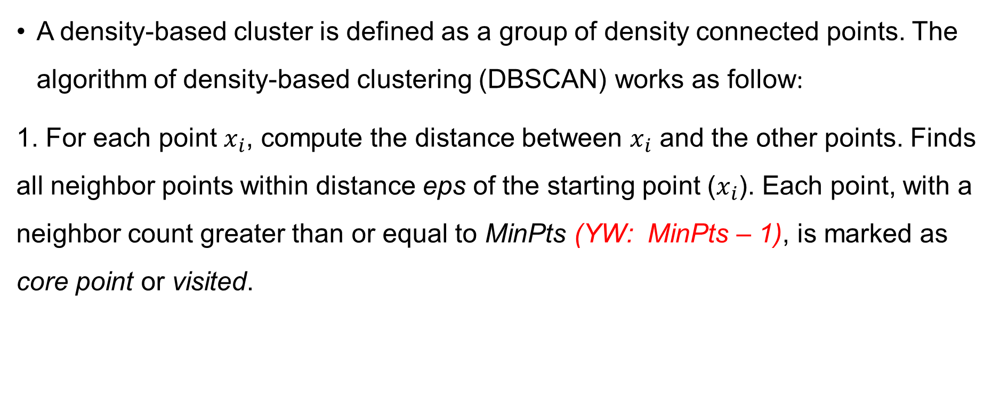 • A density-based cluster is defined as a group of density connected points. The
algorithm of density-based clustering (DBSCAN) works as follow:
1. For each point 𝑥ᵢ, compute the distance between 𝑥ᵢ and the other points. Finds
all neighbor points within distance eps of the starting point (𝑥ᵢ). Each point, with a
neighbor count greater than or equal to MinPts (YW:  MinPts – 1), is marked as
core point or visited.